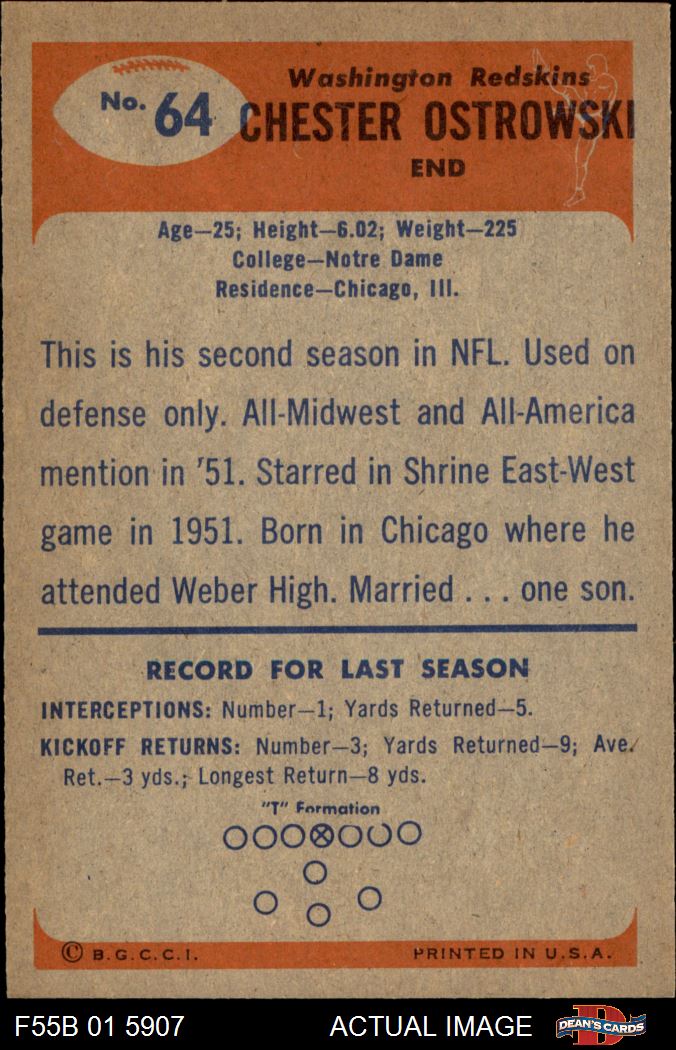 No. 64
Washington Redskins
CHESTER OSTROWSKI
END
Age—25; Height—6.02; Weight—225
College—Notre Dame
Residence—Chicago, Ill.
This is his second season in NFL. Used on
defense only. All-Midwest and All-America
mention in '51. Starred in Shrine East-West
game in 1951. Born in Chicago where he
attended Weber High. Married . . . one son.
RECORD FOR LAST SEASON
INTERCEPTIONS: Number—1; Yards Returned—5.
KICKOFF RETURNS: Number—3; Yards Returned—9; Ave.
Ret.—3 yds.; Longest Return—8 yds.
"T" Formation
© B.G.C.C.I.
PRINTED IN U.S.A.
F55B 01 5907
ACTUAL IMAGE
DEAN'S CARDS